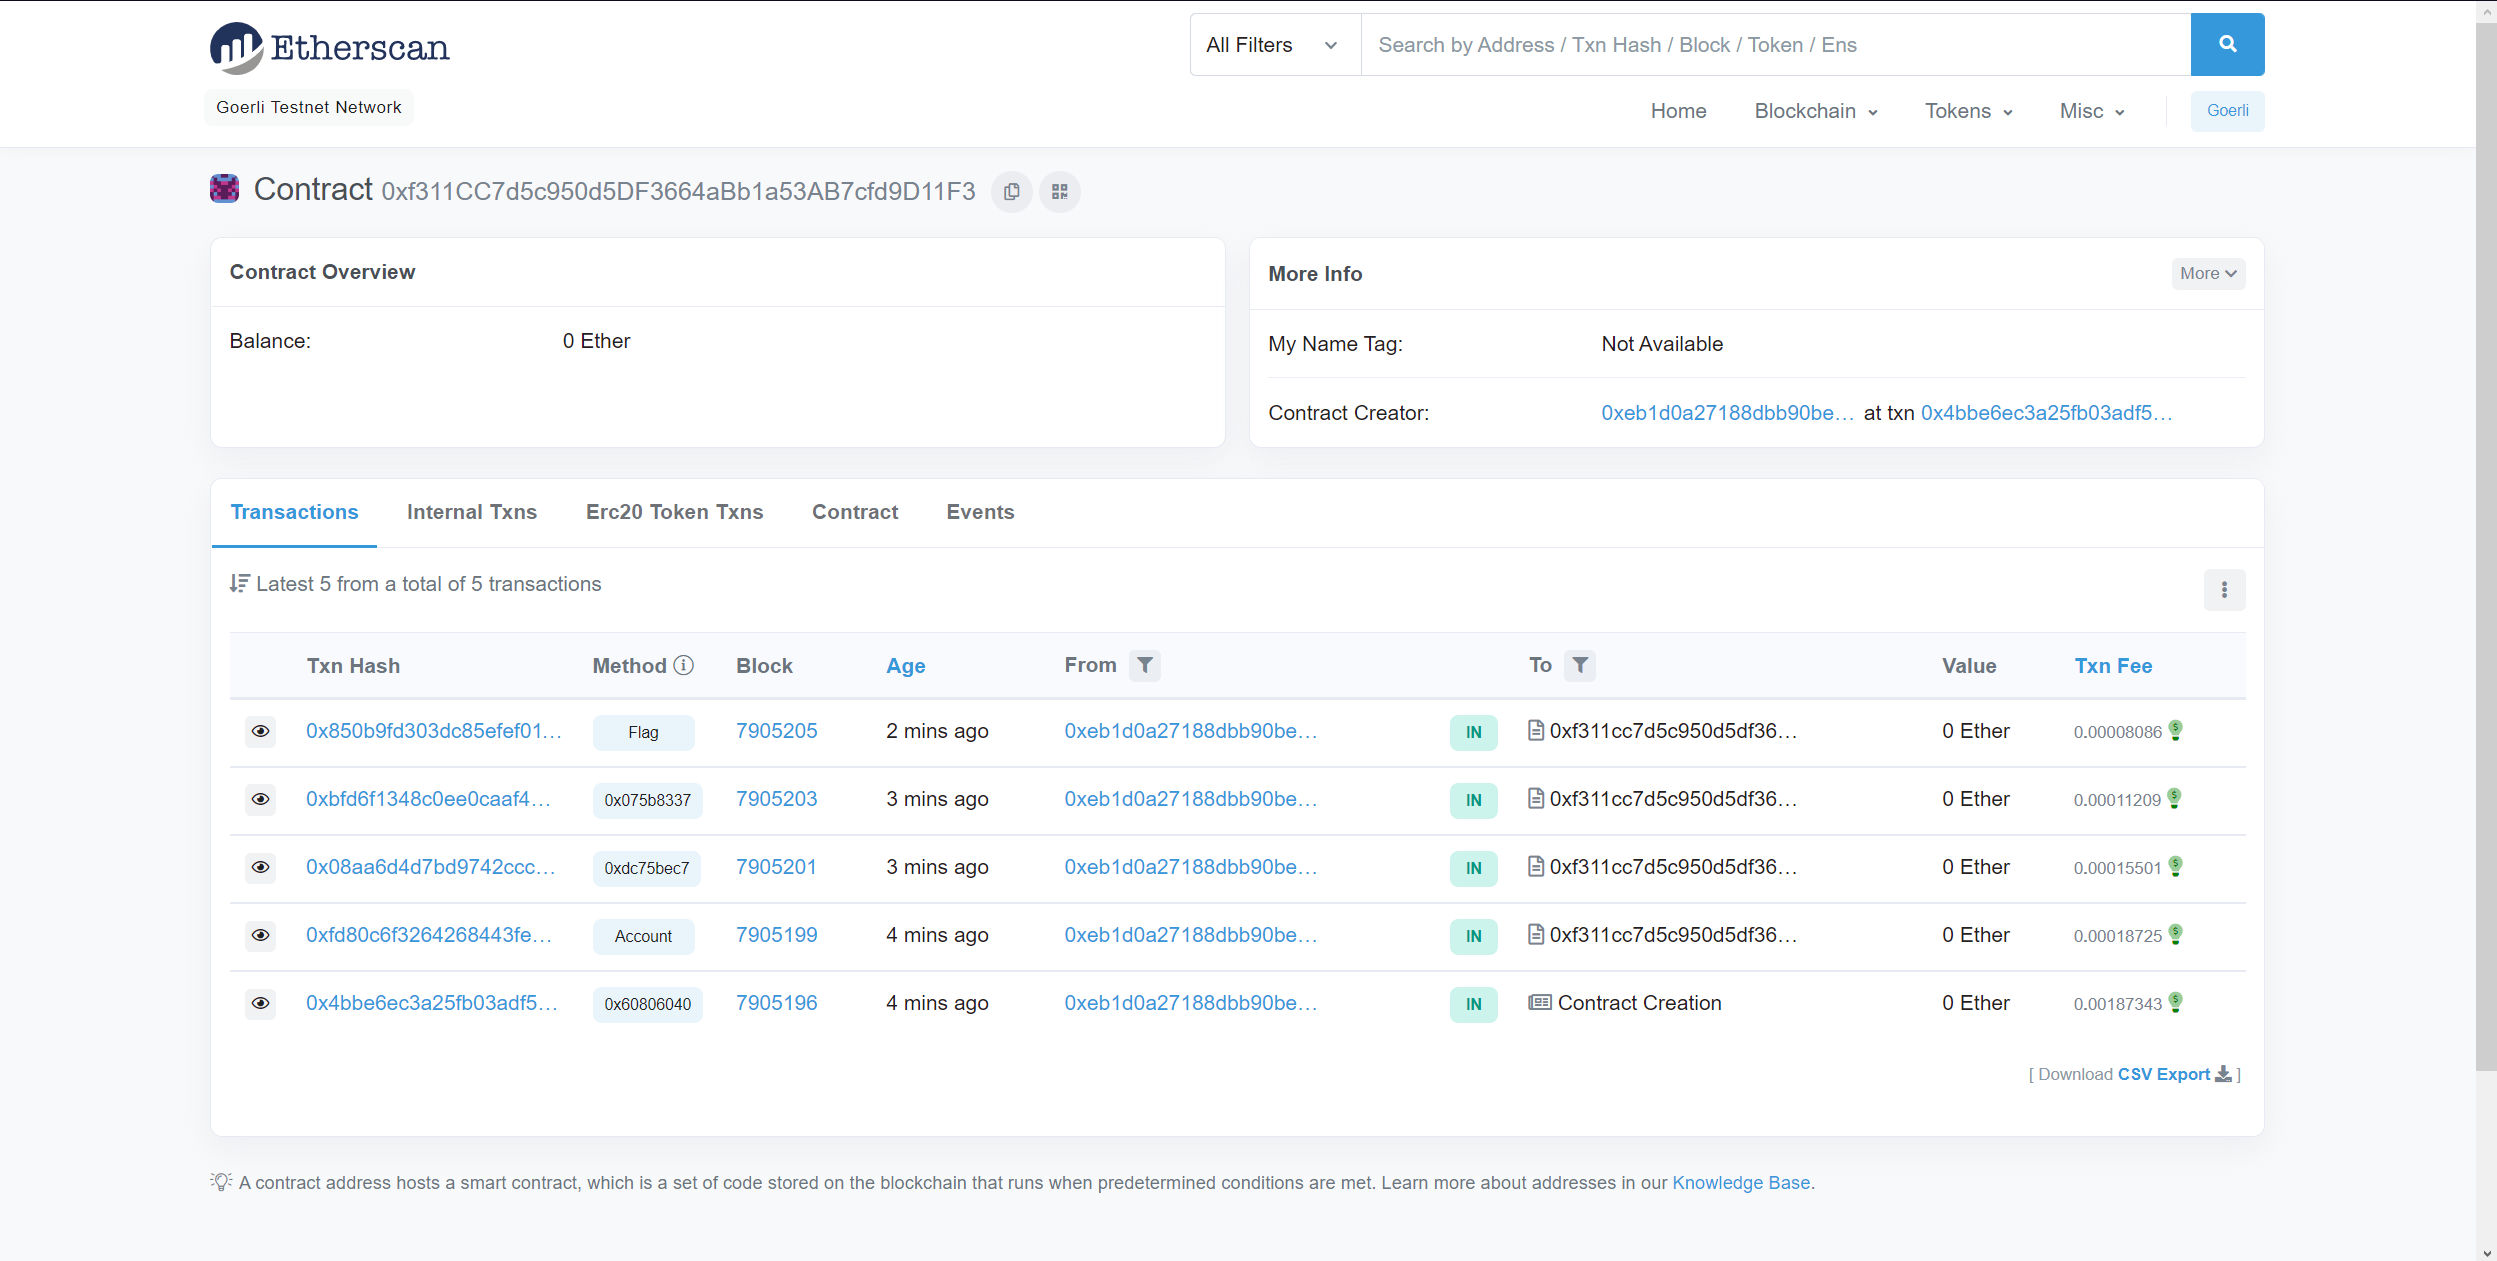 Etherscan
All Filters
Search by Address / Txn Hash / Block / Token / Ens
Goerli Testnet Network
Home Blockchain Tokens Misc Goerli
Contract 0xf311CC7d5c950d5DF3664aBb1a53AB7cfd9D11F3
Contract Overview
Balance: 0 Ether
More Info More
My Name Tag: Not Available
Contract Creator: 0xeb1d0a27188dbb90be... at txn 0x4bbe6ec3a25fb03adf5...
Transactions Internal Txns Erc20 Token Txns Contract Events
Latest 5 from a total of 5 transactions
Txn Hash Method Block Age From To Value Txn Fee
0x850b9fd303dc85efef01... Flag 7905205 2 mins ago 0xeb1d0a27188dbb90be... IN 0xf311cc7d5c950d5df36... 0 Ether 0.00008086
0xbfd6f1348c0ee0caaf4... 0x075b8337 7905203 3 mins ago 0xeb1d0a27188dbb90be... IN 0xf311cc7d5c950d5df36... 0 Ether 0.00011209
0x08aa6d4d7bd9742ccc... 0xdc75bec7 7905201 3 mins ago 0xeb1d0a27188dbb90be... IN 0xf311cc7d5c950d5df36... 0 Ether 0.00015501
0xfd80c6f3264268443fe... Account 7905199 4 mins ago 0xeb1d0a27188dbb90be... IN 0xf311cc7d5c950d5df36... 0 Ether 0.00018725
0x4bbe6ec3a25fb03adf5... 0x60806040 7905196 4 mins ago 0xeb1d0a27188dbb90be... IN Contract Creation 0 Ether 0.00187343
[ Download CSV Export ]
A contract address hosts a smart contract, which is a set of code stored on the blockchain that runs when predetermined conditions are met. Learn more about addresses in our Knowledge Base.